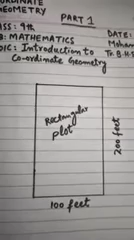 ORDINATE
GEOMETRY
PART 1
ASS: 9th
B: MATHEMATICS
DATE:
PIC: Introduction to
Co-ordinate Geometry
Rectangular
plot
200 feet
100 feet